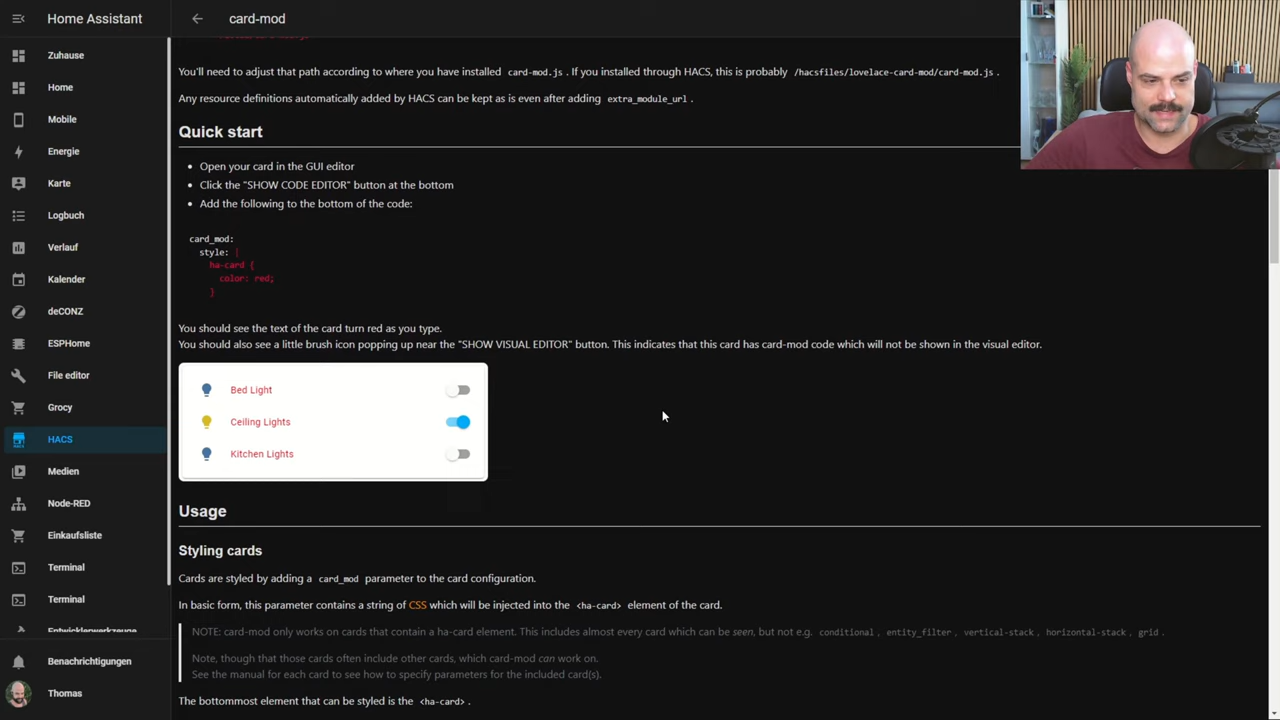 Home Assistant
card-mod
Zuhause
Home
Mobile
Energie
Karte
Logbuch
Verlauf
Kalender
deCONZ
ESPHome
File editor
Grocy
HACS
Medien
Node-RED
Einkaufsliste
Terminal
Terminal
Entwicklerwerkzeuge
Benachrichtigungen
Thomas
You'll need to adjust that path according to where you have installed card-mod.js. If you installed through HACS, this is probably /hacsfiles/lovelace-card-mod/card-mod.js.
Any resource definitions automatically added by HACS can be kept as is even after adding extra_module_url.
Quick start
• Open your card in the GUI editor
• Click the "SHOW CODE EDITOR" button at the bottom
• Add the following to the bottom of the code:
card_mod:
style: |
ha-card {
color: red;
}
You should see the text of the card turn red as you type.
You should also see a little brush icon popping up near the "SHOW VISUAL EDITOR" button. This indicates that this card has card-mod code which will not be shown in the visual editor.
Bed Light
Ceiling Lights
Kitchen Lights
Usage
Styling cards
Cards are styled by adding a card_mod parameter to the card configuration.
In basic form, this parameter contains a string of CSS which will be injected into the <ha-card> element of the card.
NOTE: card-mod only works on cards that contain a ha-card element. This includes almost every card which can be seen, but not e.g. conditional, entity_filter, vertical-stack, horizontal-stack, grid.
Note, though that those cards often include other cards, which card-mod can work on.
See the manual for each card to see how to specify parameters for the included card(s).
The bottommost element that can be styled is the <ha-card>.